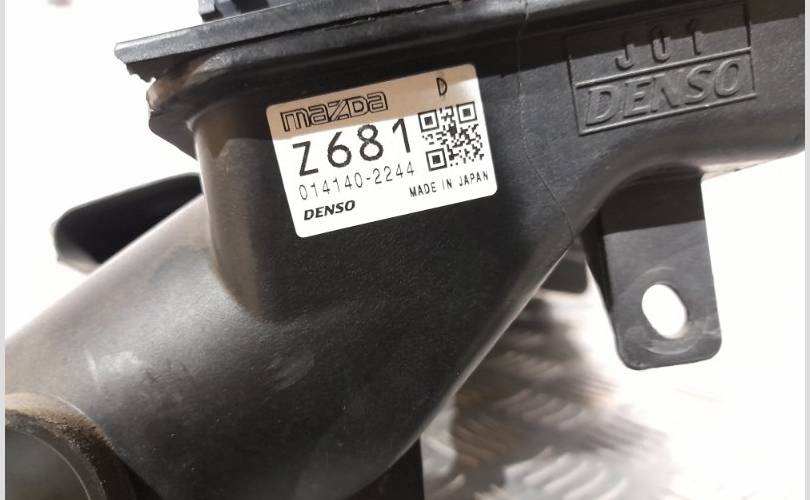 mazda D
Z681
014140-2244
DENSO MADE IN JAPAN
J01
DENSO